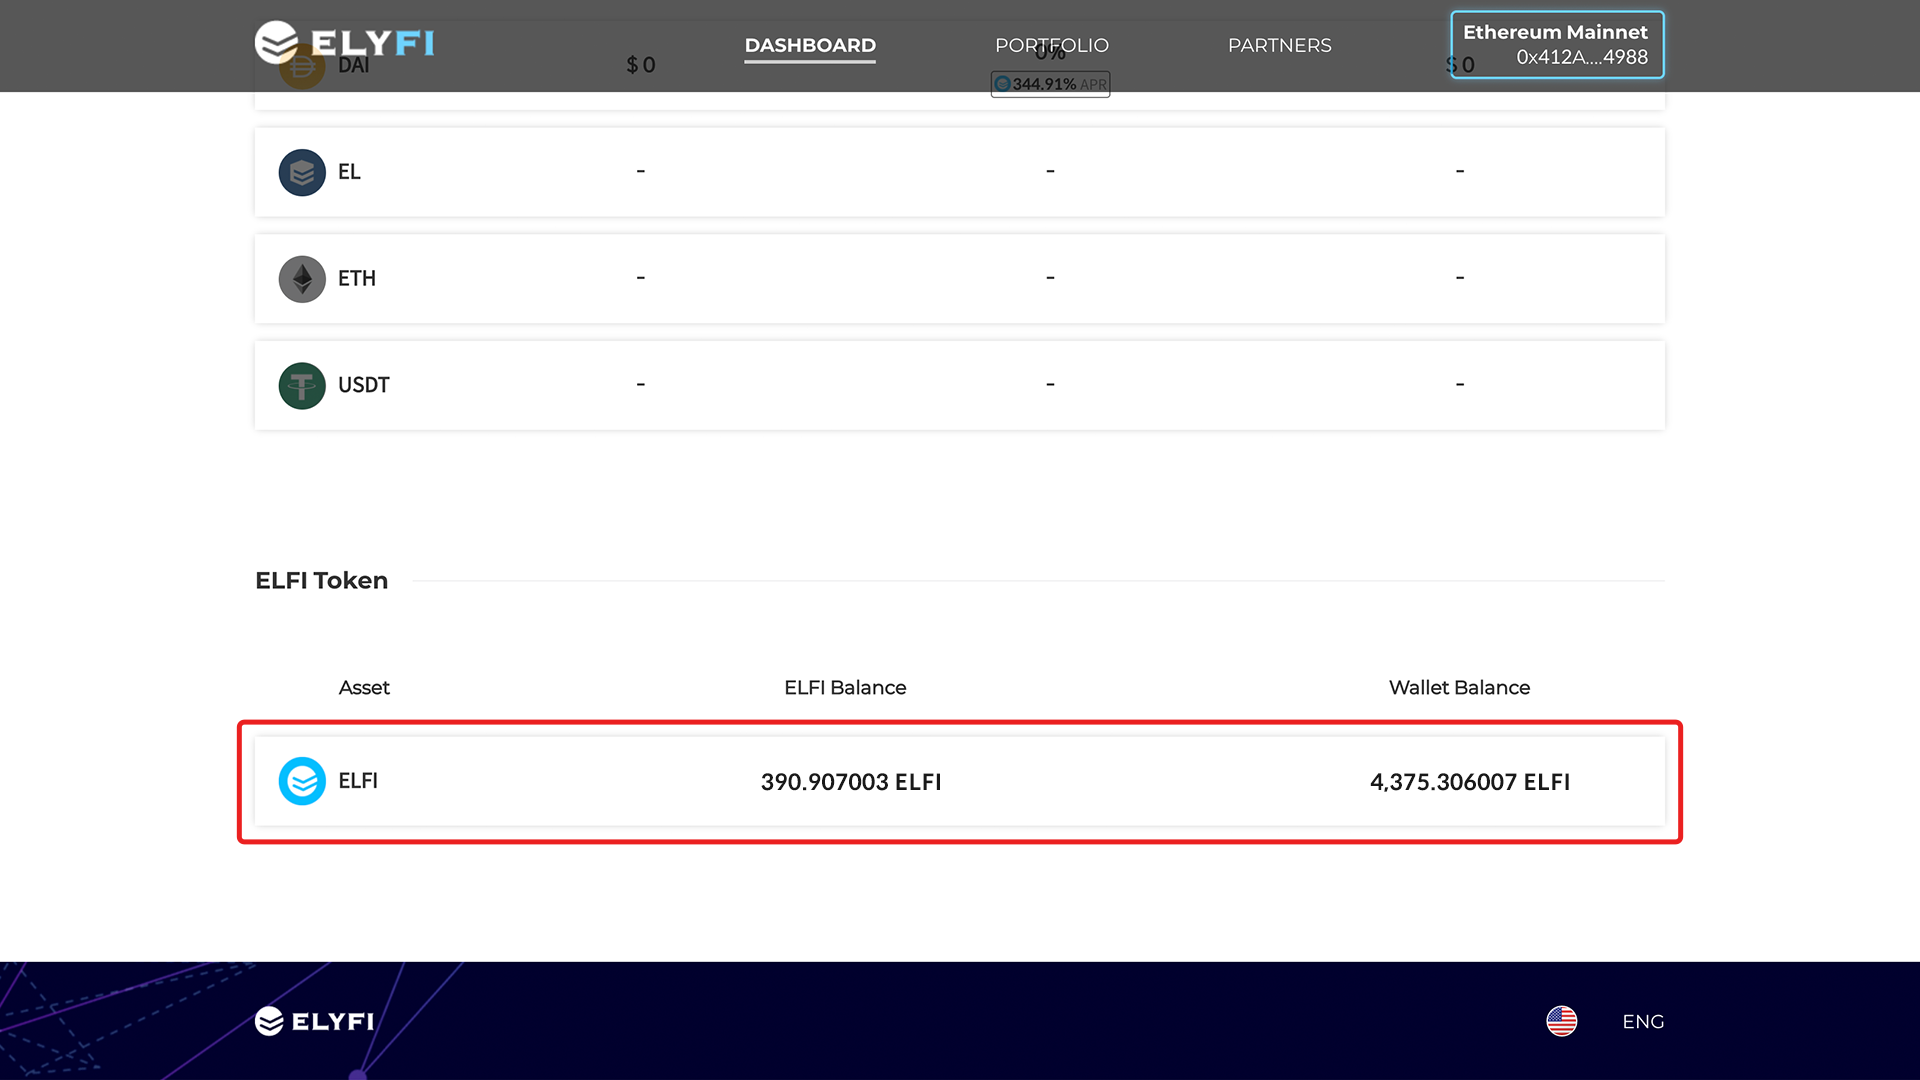 ELYFI
DASHBOARD
PORTFOLIO
PARTNERS
Ethereum Mainnet
0x412A....4988
DAI
$ 0
0%
344.91% APR
$ 0
EL
-
-
-
ETH
-
-
-
USDT
-
-
-
ELFI Token
Asset
ELFI Balance
Wallet Balance
ELFI
390.907003 ELFI
4,375.306007 ELFI
ELYFI
ENG